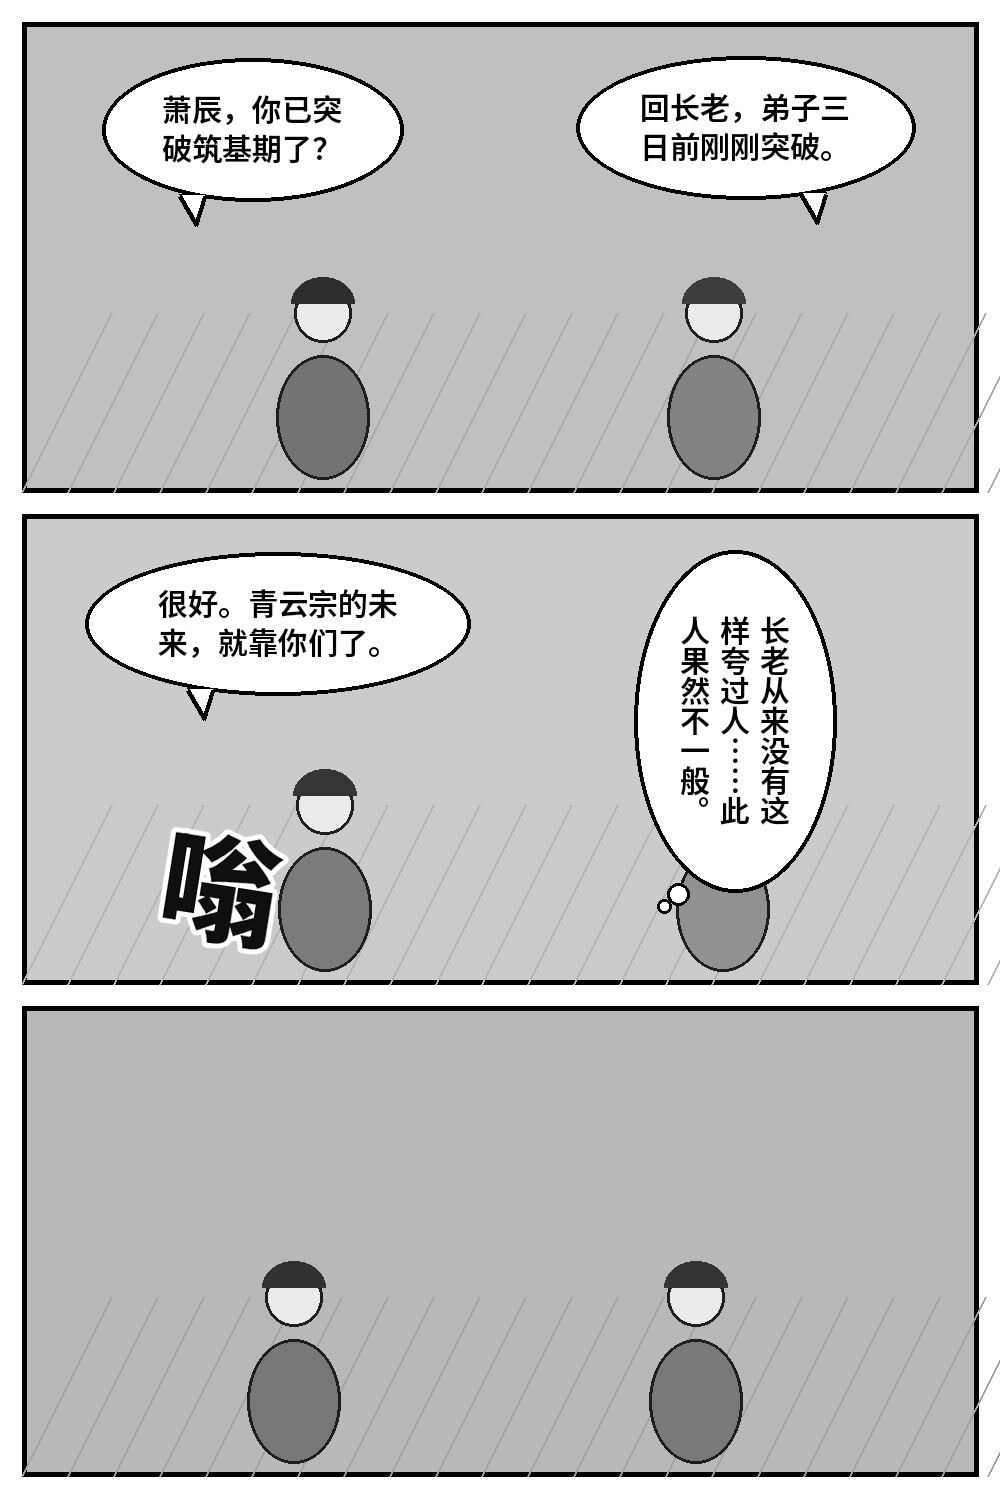 萧辰，你已突
破筑基期了？
回长老，弟子三
日前刚刚突破。
很好。青云宗的未
来，就靠你们了。
长老从来没有这
样夸过人……此
人果然不一般。
嗡